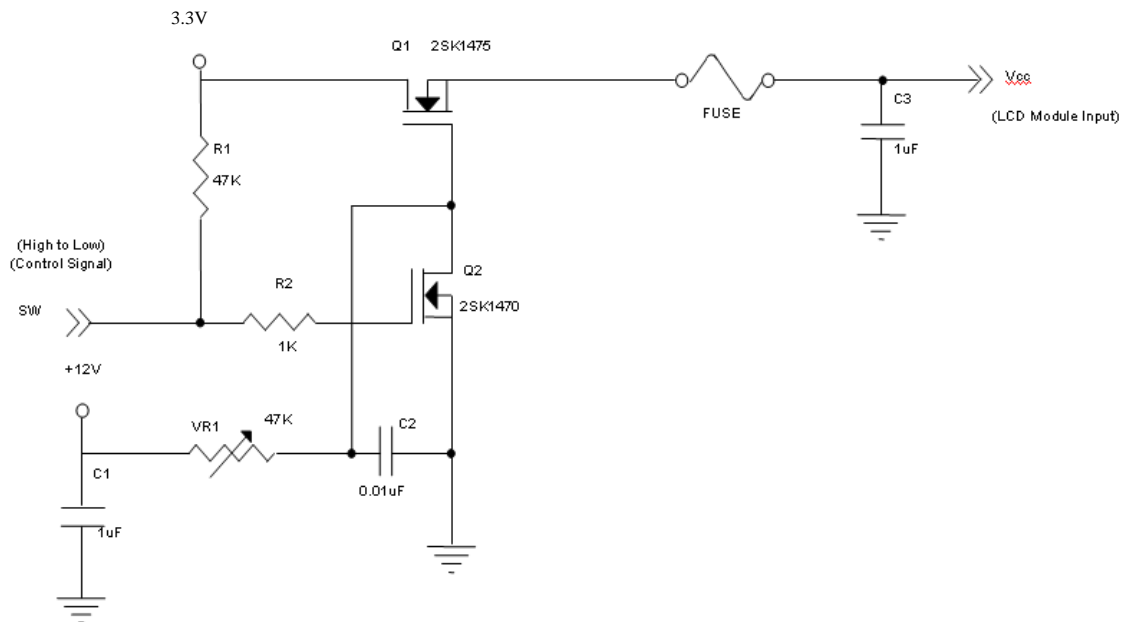 3.3V
Q1 2SK1475
FUSE
C3
1uF
Vcc
(LCD Module Input)
R1
47K
(High to Low)
(Control Signal)
SW
R2
1K
Q2
2SK1470
+12V
VR1
47K
C2
0.01uF
C1
1uF